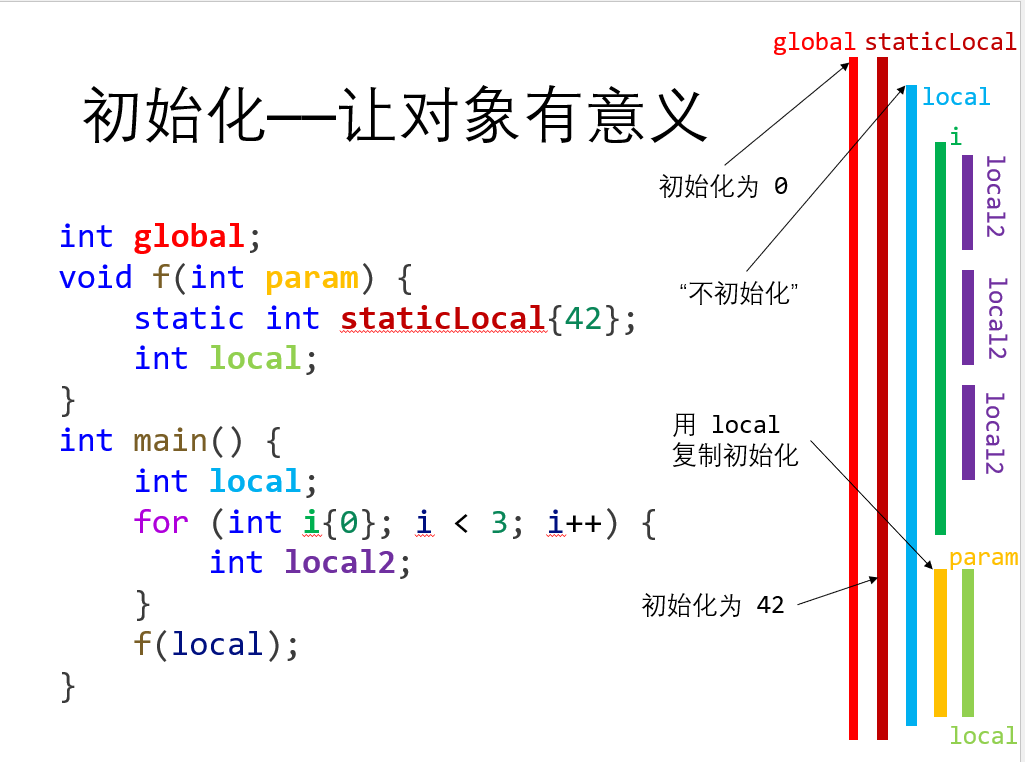 初始化——让对象有意义
int global;
void f(int param) {
    static int staticLocal{42};
    int local;
}
int main() {
    int local;
    for (int i{0}; i < 3; i++) {
        int local2;
    }
    f(local);
}
global staticLocal
local
i
local2
初始化为 0
“不初始化”
local2
local2
用 local
复制初始化
param
初始化为 42
local